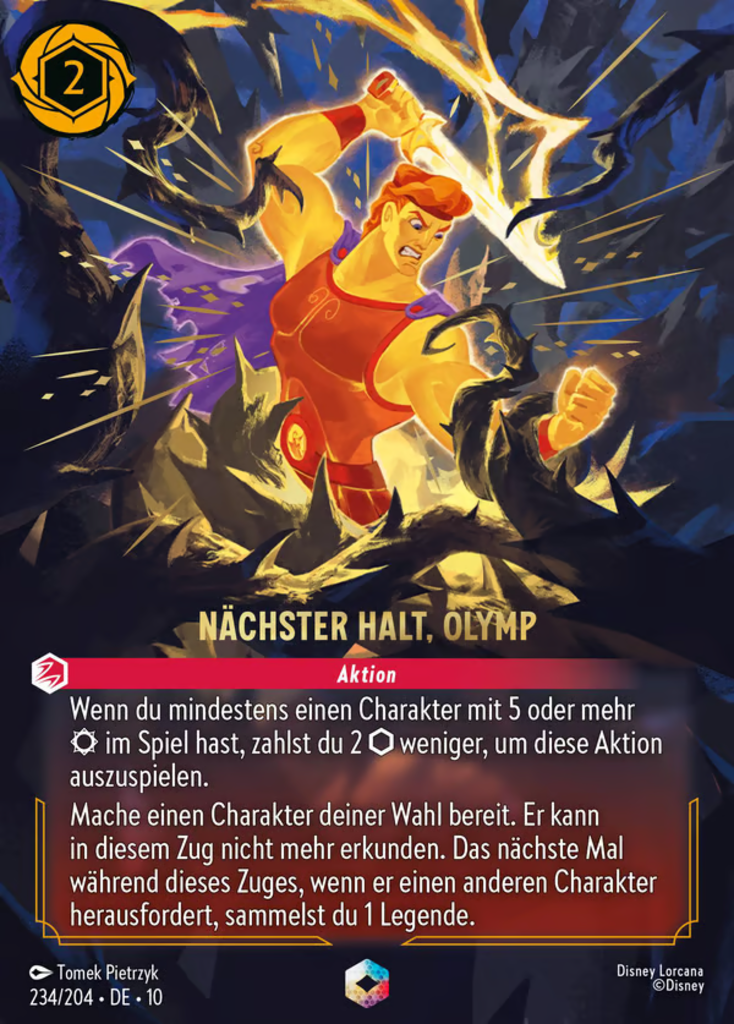 2
NÄCHSTER HALT, OLYMP
Aktion
Wenn du mindestens einen Charakter mit 5 oder mehr
im Spiel hast, zahlst du 2 weniger, um diese Aktion
auszuspielen.
Mache einen Charakter deiner Wahl bereit. Er kann
in diesem Zug nicht mehr erkunden. Das nächste Mal
während dieses Zuges, wenn er einen anderen Charakter
herausfordert, sammelst du 1 Legende.
Tomek Pietrzyk
234/204 • DE • 10
Disney Lorcana
©Disney